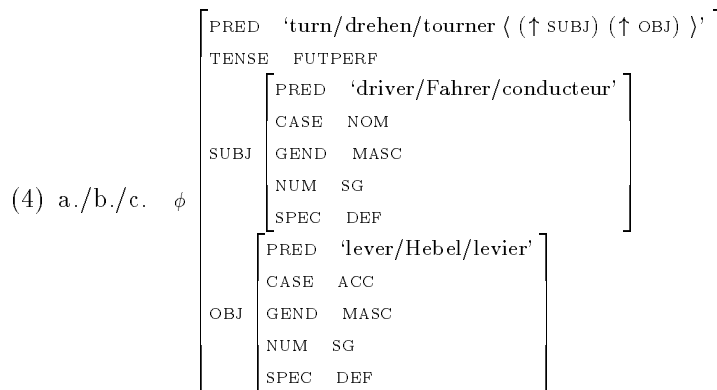 PRED ‘turn/drehen/tourner ⟨ (↑ SUBJ) (↑ OBJ) ⟩’
TENSE FUTPERF
PRED ‘driver/Fahrer/conducteur’
CASE NOM
SUBJ GEND MASC
NUM SG
(4) a./b./c. ϕ
SPEC DEF
PRED ‘lever/Hebel/levier’
CASE ACC
OBJ GEND MASC
NUM SG
SPEC DEF